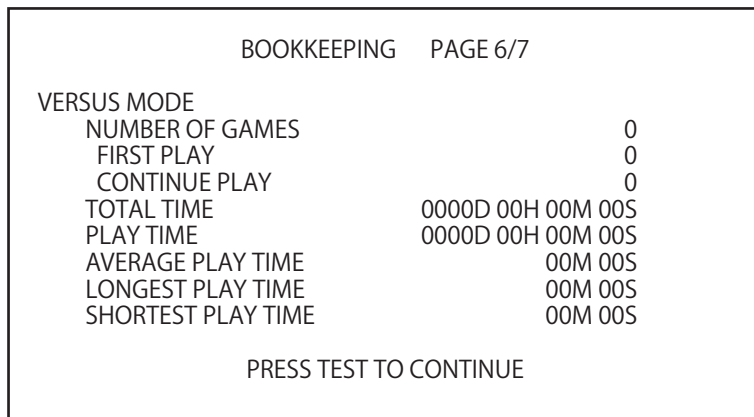 BOOKKEEPING PAGE 6/7
VERSUS MODE
NUMBER OF GAMES 0
FIRST PLAY 0
CONTINUE PLAY 0
TOTAL TIME 0000D 00H 00M 00S
PLAY TIME 0000D 00H 00M 00S
AVERAGE PLAY TIME 00M 00S
LONGEST PLAY TIME 00M 00S
SHORTEST PLAY TIME 00M 00S
PRESS TEST TO CONTINUE